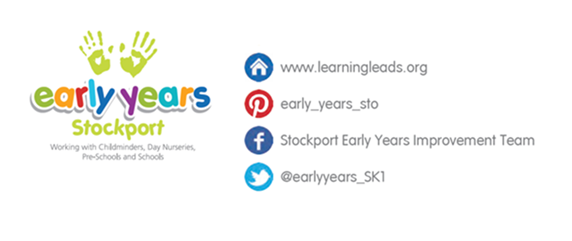 early years
Stockport
Working with Childminders, Day Nurseries,
Pre-Schools and Schools
www.learningleads.org
early_years_sto
Stockport Early Years Improvement Team
@earlyyears_SK1